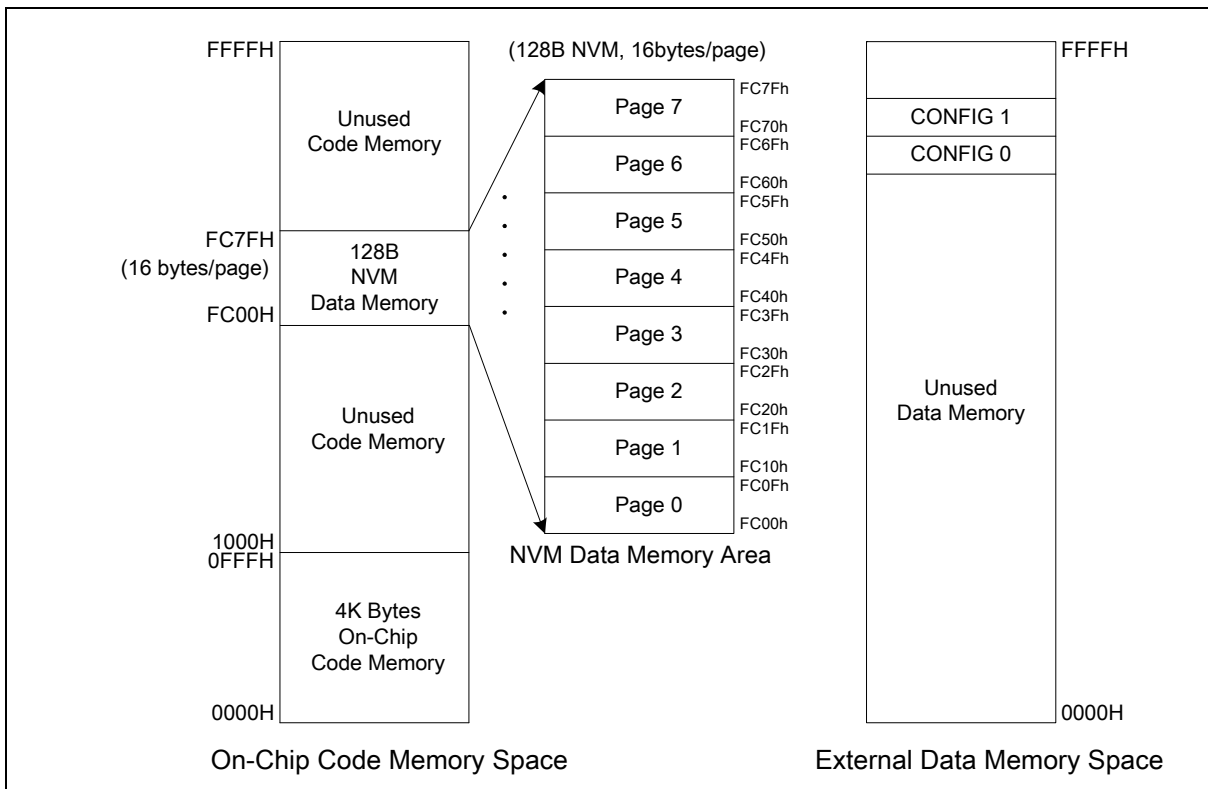 FFFFH
Unused
Code Memory
FC7FH
(16 bytes/page)
128B
NVM
Data Memory
FC00H
Unused
Code Memory
1000H
0FFFH
4K Bytes
On-Chip
Code Memory
0000H
On-Chip Code Memory Space
(128B NVM, 16bytes/page)
Page 7
FC7Fh
FC70h
Page 6
FC6Fh
FC60h
Page 5
FC5Fh
FC50h
Page 4
FC4Fh
FC40h
Page 3
FC3Fh
FC30h
Page 2
FC2Fh
FC20h
Page 1
FC1Fh
FC10h
Page 0
FC0Fh
FC00h
NVM Data Memory Area
FFFFH
CONFIG 1
CONFIG 0
Unused
Data Memory
0000H
External Data Memory Space